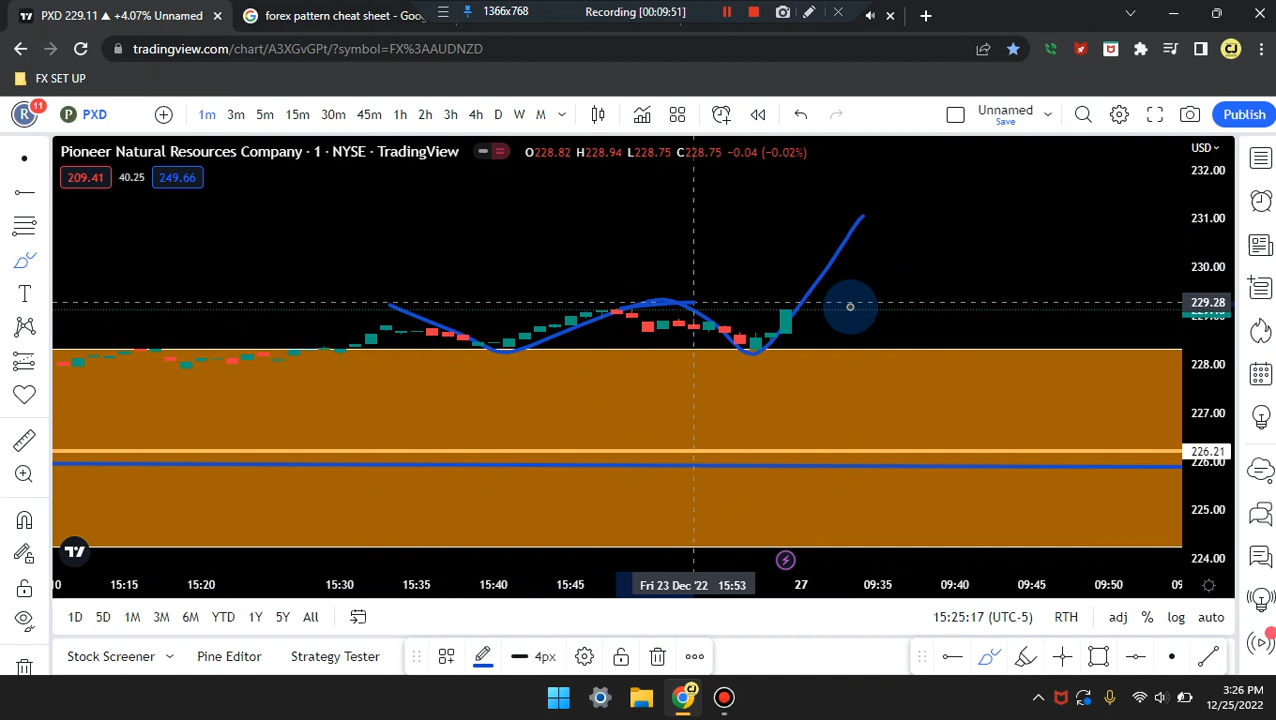 PXD 229.11 ▲ +4.07% Unnamed
forex pattern cheat sheet - Goo
1366x768
Recording [00:09:51]
tradingview.com/chart/A3XGvGPt/?symbol=FX%3AAUDNZD
CJ
FX SET UP
R
11
P
PXD
1m 3m 5m 15m 30m 45m 1h 2h 3h 4h D W M
Unnamed
Save
Publish
Pioneer Natural Resources Company · 1 · NYSE · TradingView
O228.82 H228.94 L228.75 C228.75 -0.04 (-0.02%)
USD
209.41 40.25 249.66
232.00
231.00
230.00
229.28
228.00
227.00
226.21
226.00
225.00
224.00
:10 15:15 15:20 15:30 15:35 15:40 15:45 Fri 23 Dec '22 15:53 27 09:35 09:40 09:45 09:50 09
1D 5D 1M 3M 6M YTD 1Y 5Y All
15:25:17 (UTC-5) RTH adj % log auto
Stock Screener Pine Editor Strategy Tester
4px
CJ
3:26 PM
12/25/2022